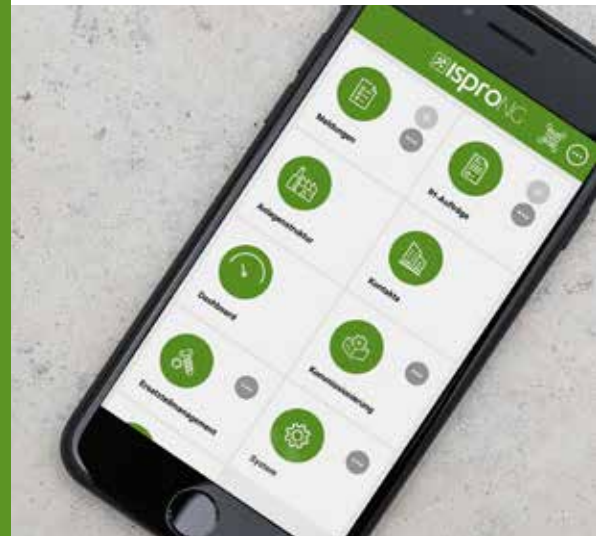 isproNG
Meldungen
IH-Aufträge
Anlagenstruktur
Kontakte
Dashboard
Kommissionierung
Ersatzteilmanagement
System